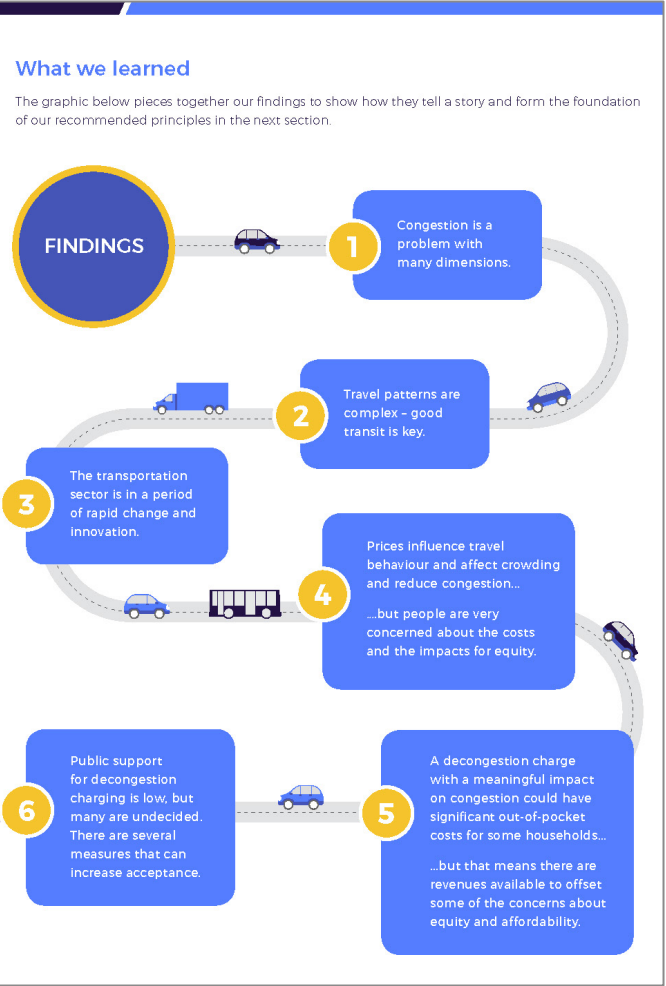 What we learned
The graphic below pieces together our findings to show how they tell a story and form the foundation
of our recommended principles in the next section.
FINDINGS
1
Congestion is a
problem with
many dimensions.
2
Travel patterns are
complex – good
transit is key.
3
The transportation
sector is in a period
of rapid change and
innovation.
4
Prices influence travel
behaviour and affect crowding
and reduce congestion...
....but people are very
concerned about the costs
and the impacts for equity.
5
A decongestion charge
with a meaningful impact
on congestion could have
significant out-of-pocket
costs for some households...
...but that means there are
revenues available to offset
some of the concerns about
equity and affordability.
6
Public support
for decongestion
charging is low, but
many are undecided.
There are several
measures that can
increase acceptance.